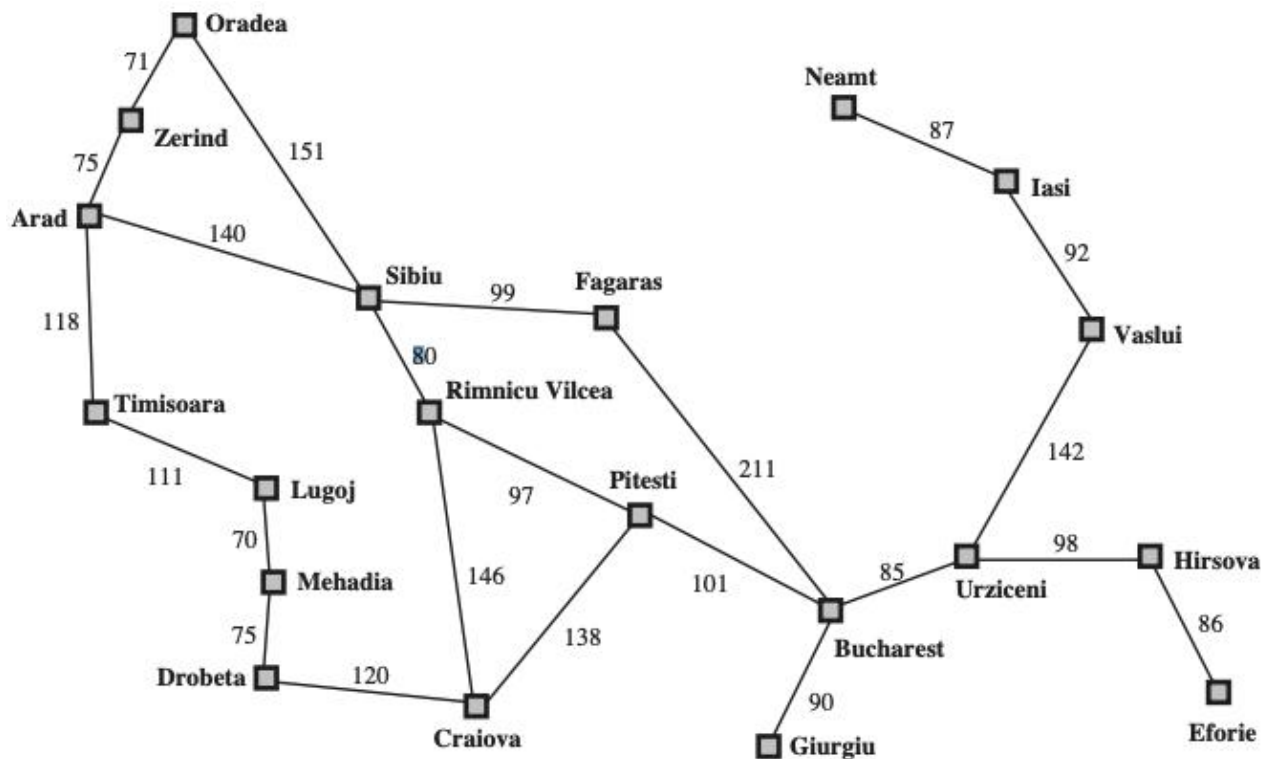 Oradea
71
Neamt
Zerind
87
151
75
Iasi
Arad
140
92
Sibiu
Fagaras
99
118
Vaslui
80
Rimnicu Vilcea
Timisoara
142
111
211
Lugoj
97
Pitesti
70
98
Hirsova
146
101
85
Mehadia
Urziceni
75
138
86
Bucharest
Drobeta
120
90
Eforie
Craiova
Giurgiu